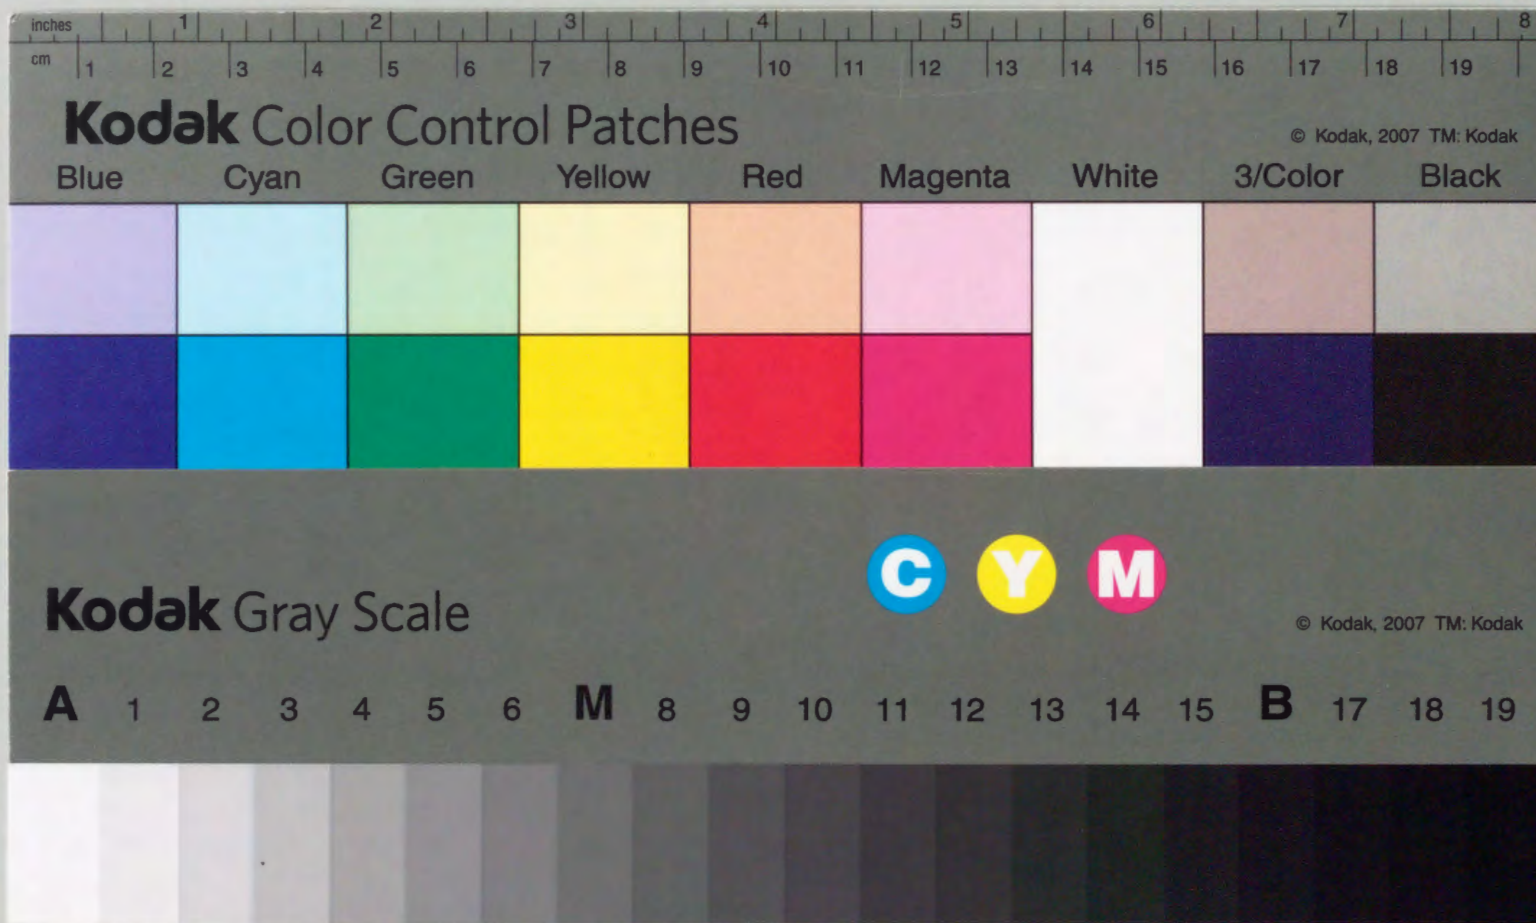 inches 1 2 3 4 5 6 7 8
cm 1 2 3 4 5 6 7 8 9 10 11 12 13 14 15 16 17 18 19
Kodak Color Control Patches
© Kodak, 2007 TM: Kodak
Blue Cyan Green Yellow Red Magenta White 3/Color Black
C Y M
Kodak Gray Scale
© Kodak, 2007 TM: Kodak
A 1 2 3 4 5 6 M 8 9 10 11 12 13 14 15 B 17 18 19